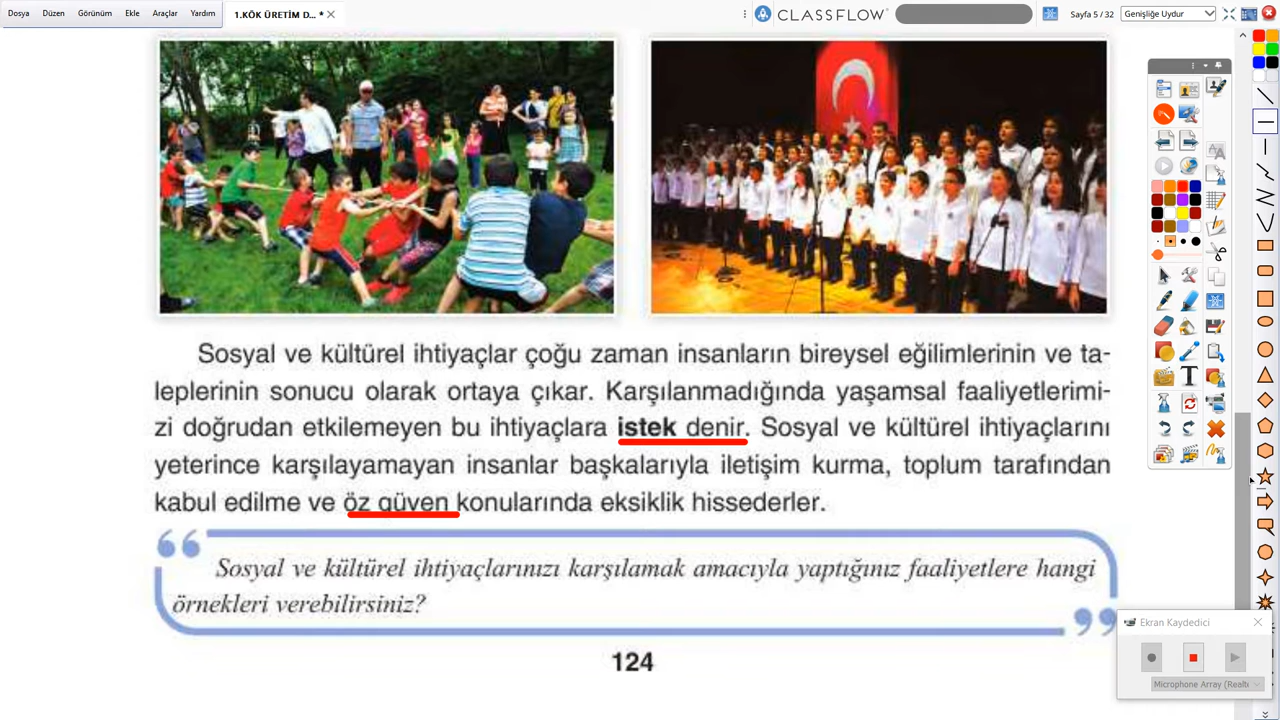 Dosya Düzen Görünüm Ekle Araçlar Yardım 1.KÖK ÜRETİM D... * CLASSFLOW Sayfa 5 / 32 Genişliğe Uydur
Sosyal ve kültürel ihtiyaçlar çoğu zaman insanların bireysel eğilimlerinin ve ta-
leplerinin sonucu olarak ortaya çıkar. Karşılanmadığında yaşamsal faaliyetlerimi-
zi doğrudan etkilemeyen bu ihtiyaçlara istek denir. Sosyal ve kültürel ihtiyaçlarını
yeterince karşılayamayan insanlar başkalarıyla iletişim kurma, toplum tarafından
kabul edilme ve öz güven konularında eksiklik hissederler.
Sosyal ve kültürel ihtiyaçlarınızı karşılamak amacıyla yaptığınız faaliyetlere hangi
örnekleri verebilirsiniz?
124
Ekran Kaydedici
Microphone Array (Realte